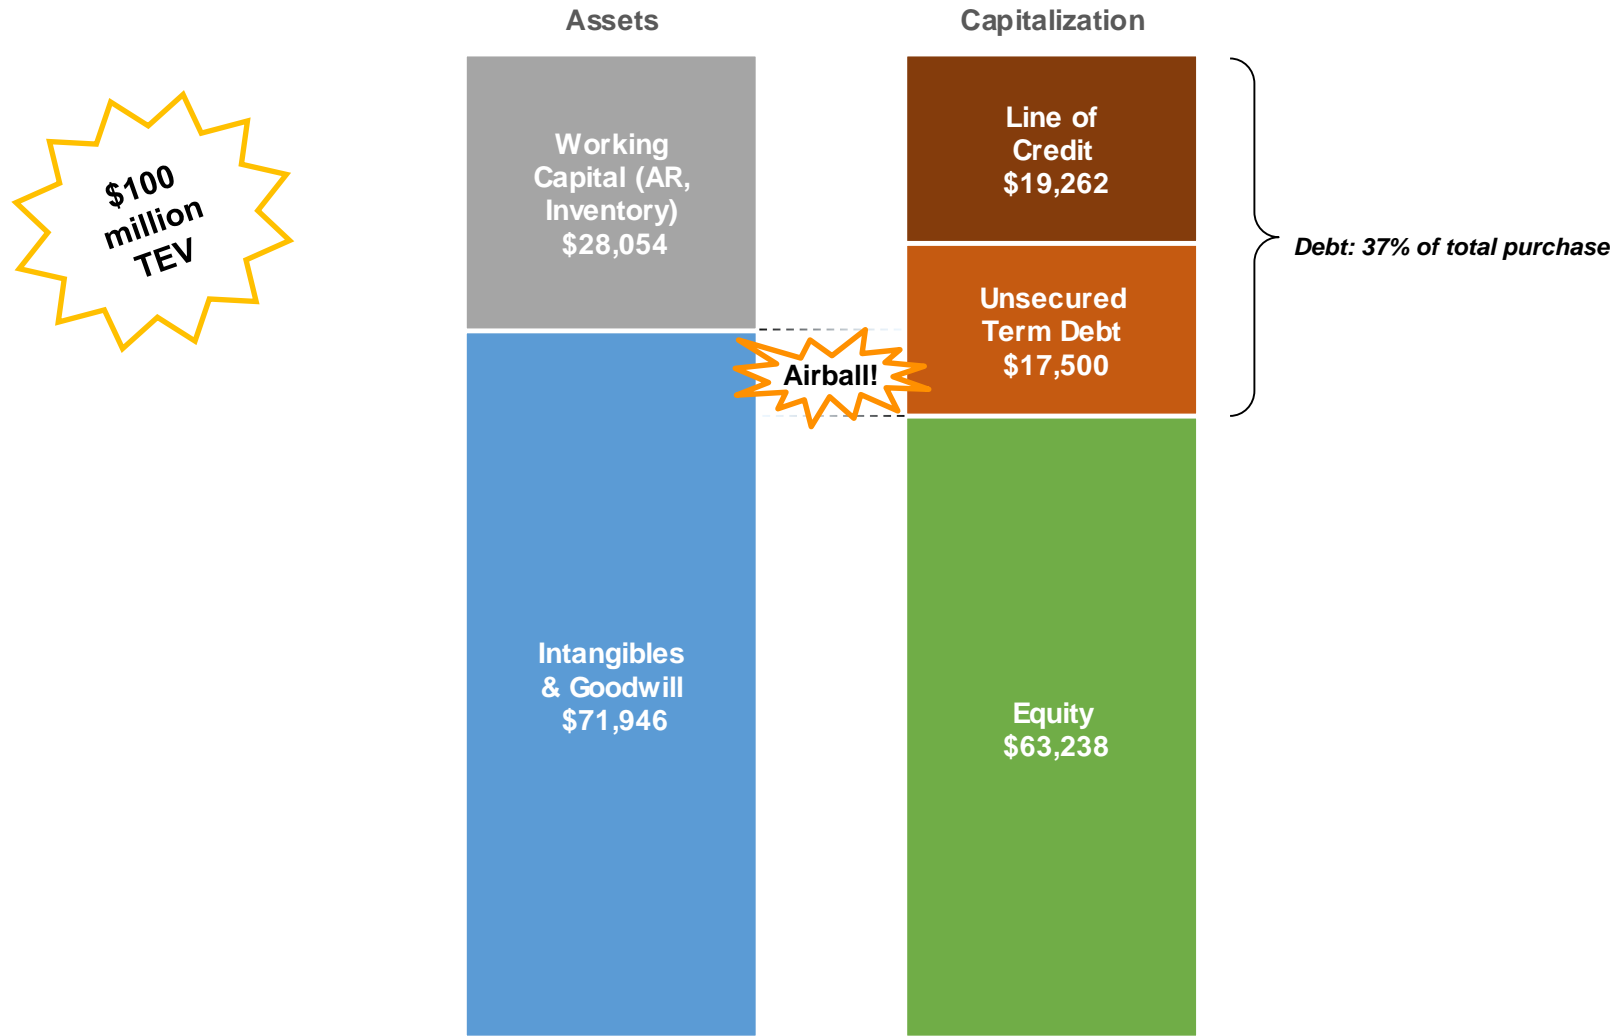 Assets
Capitalization
$100
million
TEV
Working
Capital (AR,
Inventory)
$28,054
Line of
Credit
$19,262
Debt: 37% of total purchase
Unsecured
Term Debt
$17,500
Airball!
Intangibles
& Goodwill
$71,946
Equity
$63,238